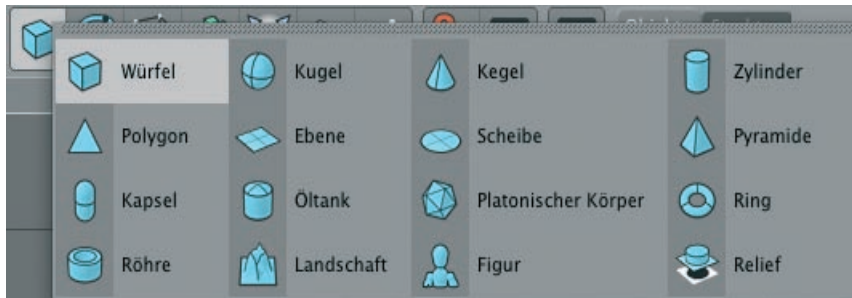 Würfel Kugel Kegel Zylinder
Polygon Ebene Scheibe Pyramide
Kapsel Öltank Platonischer Körper Ring
Röhre Landschaft Figur Relief